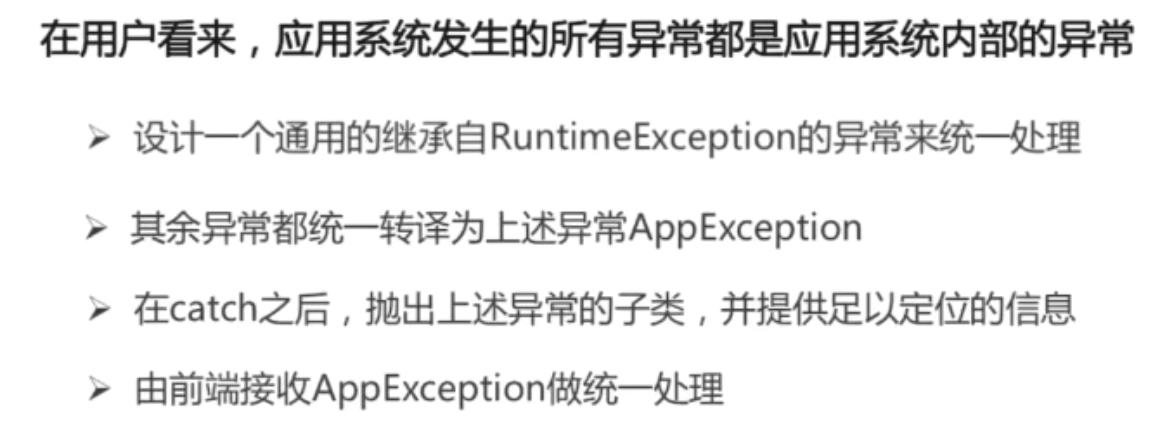 在用户看来，应用系统发生的所有异常都是应用系统内部的异常
➢ 设计一个通用的继承自RuntimeException的异常来统一处理
➢ 其余异常都统一转译为上述异常AppException
➢ 在catch之后，抛出上述异常的子类，并提供足以定位的信息
➢ 由前端接收AppException做统一处理